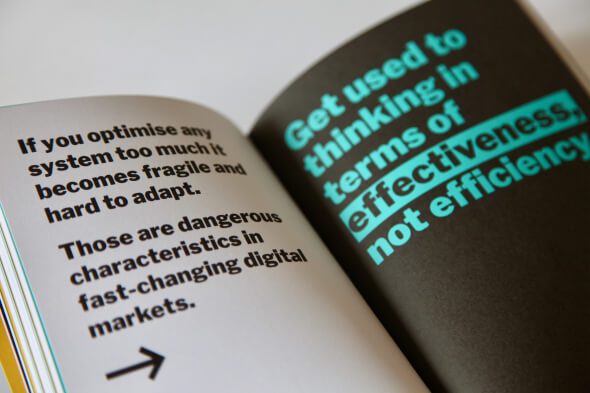 If you optimise any
system too much it
becomes fragile and
hard to adapt.
Those are dangerous
characteristics in
fast-changing digital
markets.
Get used to
thinking in
terms of
effectiveness,
not efficiency